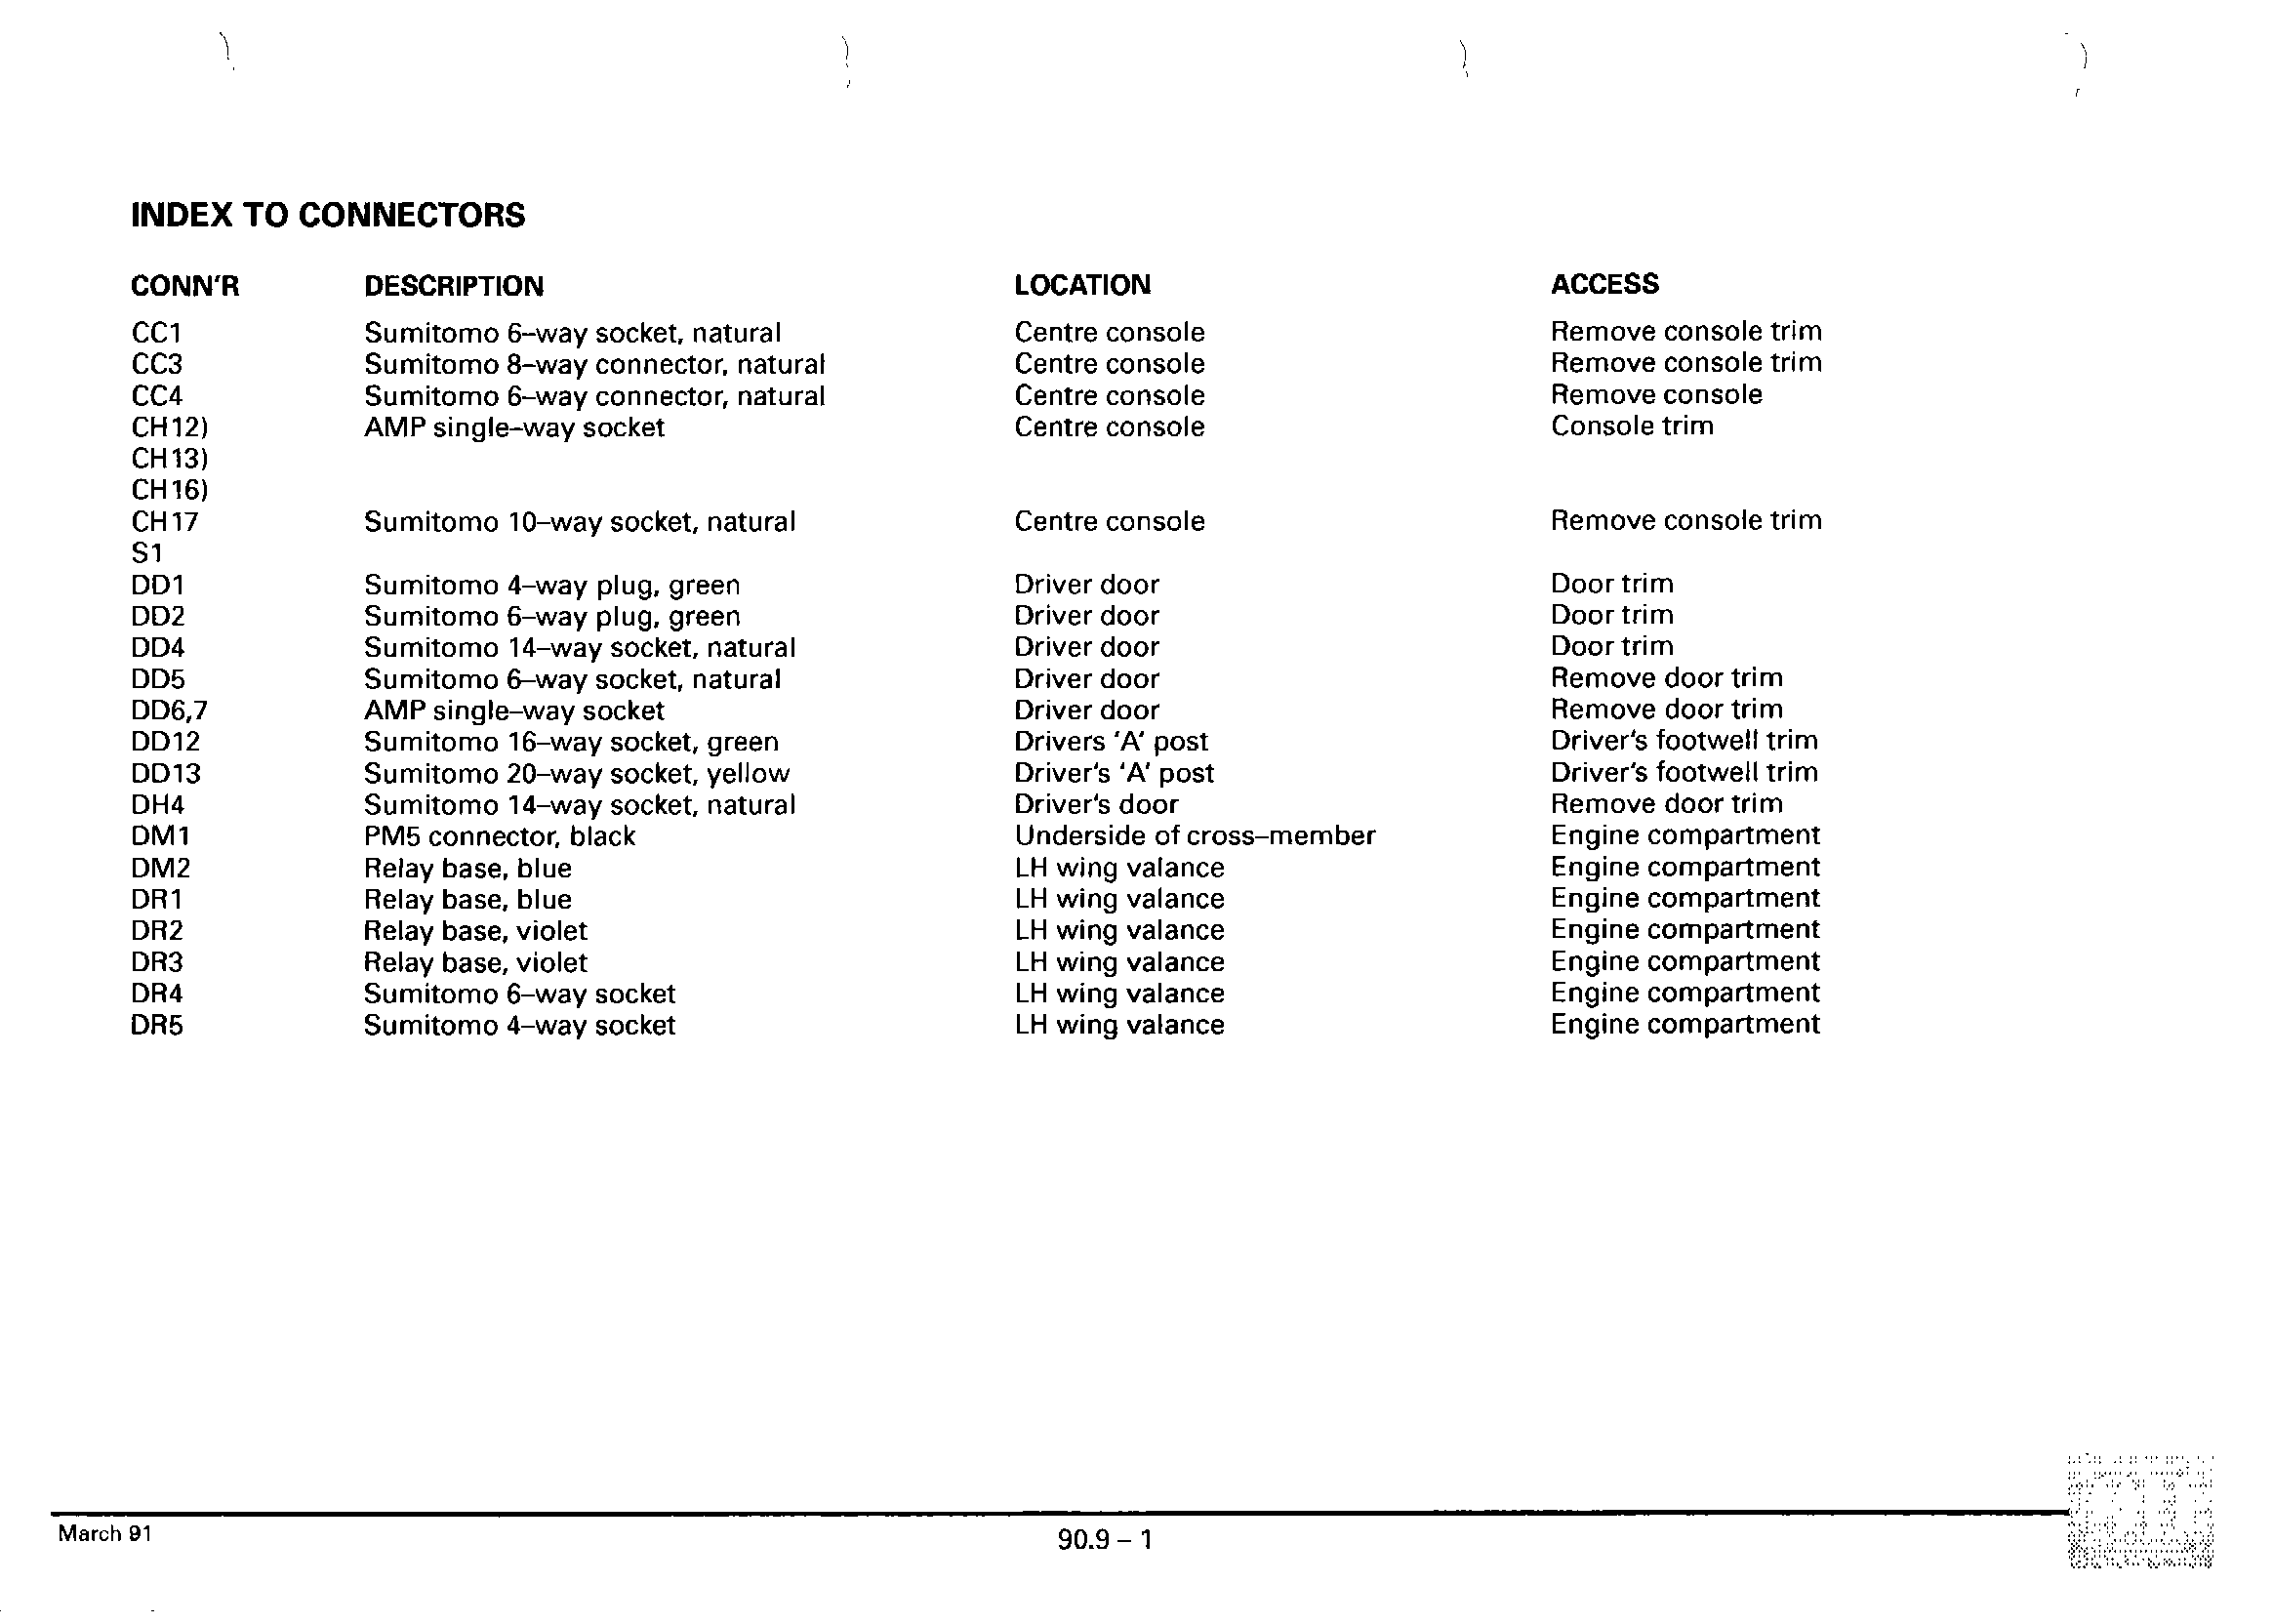 INDEX TO CONNECTORS
CONN'R DESCRIPTION LOCATION ACCESS
CC1 Sumitomo 6–way socket, natural Centre console Remove console trim
CC3 Sumitomo 8–way connector, natural Centre console Remove console trim
CC4 Sumitomo 6–way connector, natural Centre console Remove console
CH12) AMP single–way socket Centre console Console trim
CH13)
CH16)
CH17 Sumitomo 10–way socket, natural Centre console Remove console trim
S1
DD1 Sumitomo 4–way plug, green Driver door Door trim
DD2 Sumitomo 6–way plug, green Driver door Door trim
DD4 Sumitomo 14–way socket, natural Driver door Door trim
DD5 Sumitomo 6–way socket, natural Driver door Remove door trim
DD6,7 AMP single–way socket Driver door Remove door trim
DD12 Sumitomo 16–way socket, green Drivers 'A' post Driver's footwell trim
DD13 Sumitomo 20–way socket, yellow Driver's 'A' post Driver's footwell trim
DH4 Sumitomo 14–way socket, natural Driver's door Remove door trim
DM1 PM5 connector, black Underside of cross–member Engine compartment
DM2 Relay base, blue LH wing valance Engine compartment
DR1 Relay base, blue LH wing valance Engine compartment
DR2 Relay base, violet LH wing valance Engine compartment
DR3 Relay base, violet LH wing valance Engine compartment
DR4 Sumitomo 6–way socket LH wing valance Engine compartment
DR5 Sumitomo 4–way socket LH wing valance Engine compartment
March 91 90.9 – 1